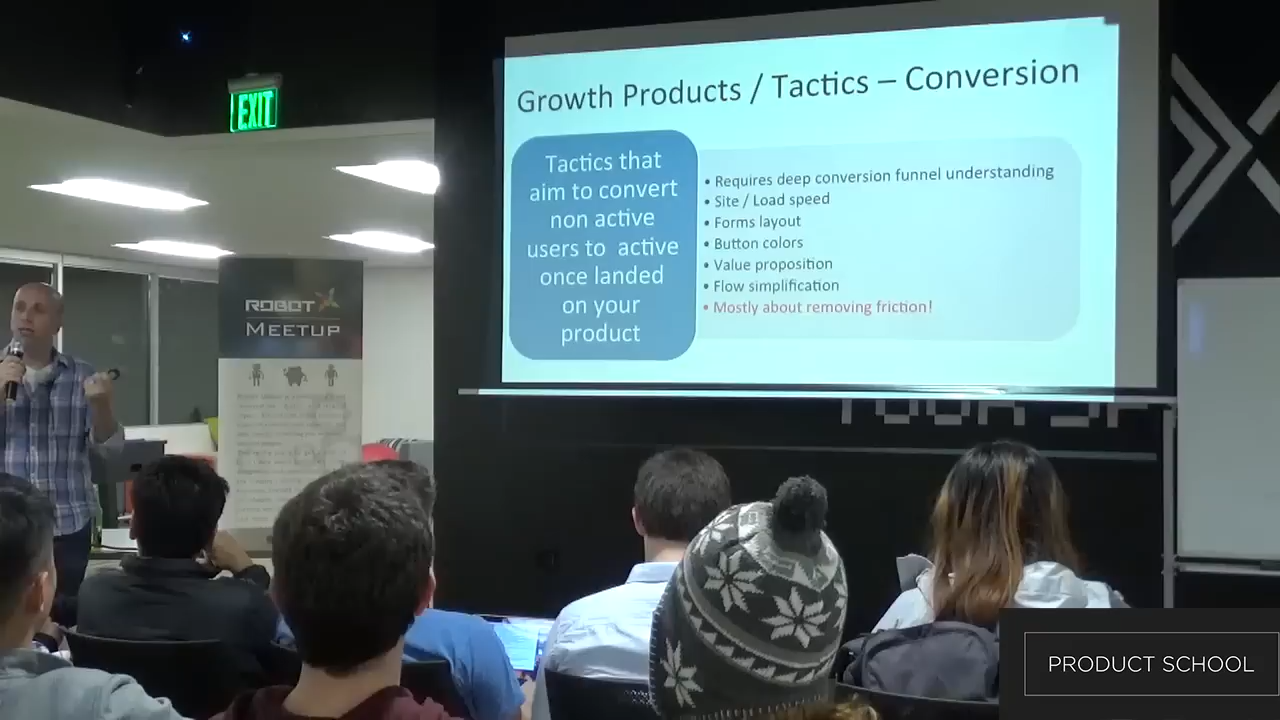 EXIT
Growth Products / Tactics – Conversion
Tactics that
aim to convert
non active
users to active
once landed
on your
product
• Requires deep conversion funnel understanding
• Site / Load speed
• Forms layout
• Button colors
• Value proposition
• Flow simplification
• Mostly about removing friction!
ROBOT
MEETUP
PRODUCT SCHOOL